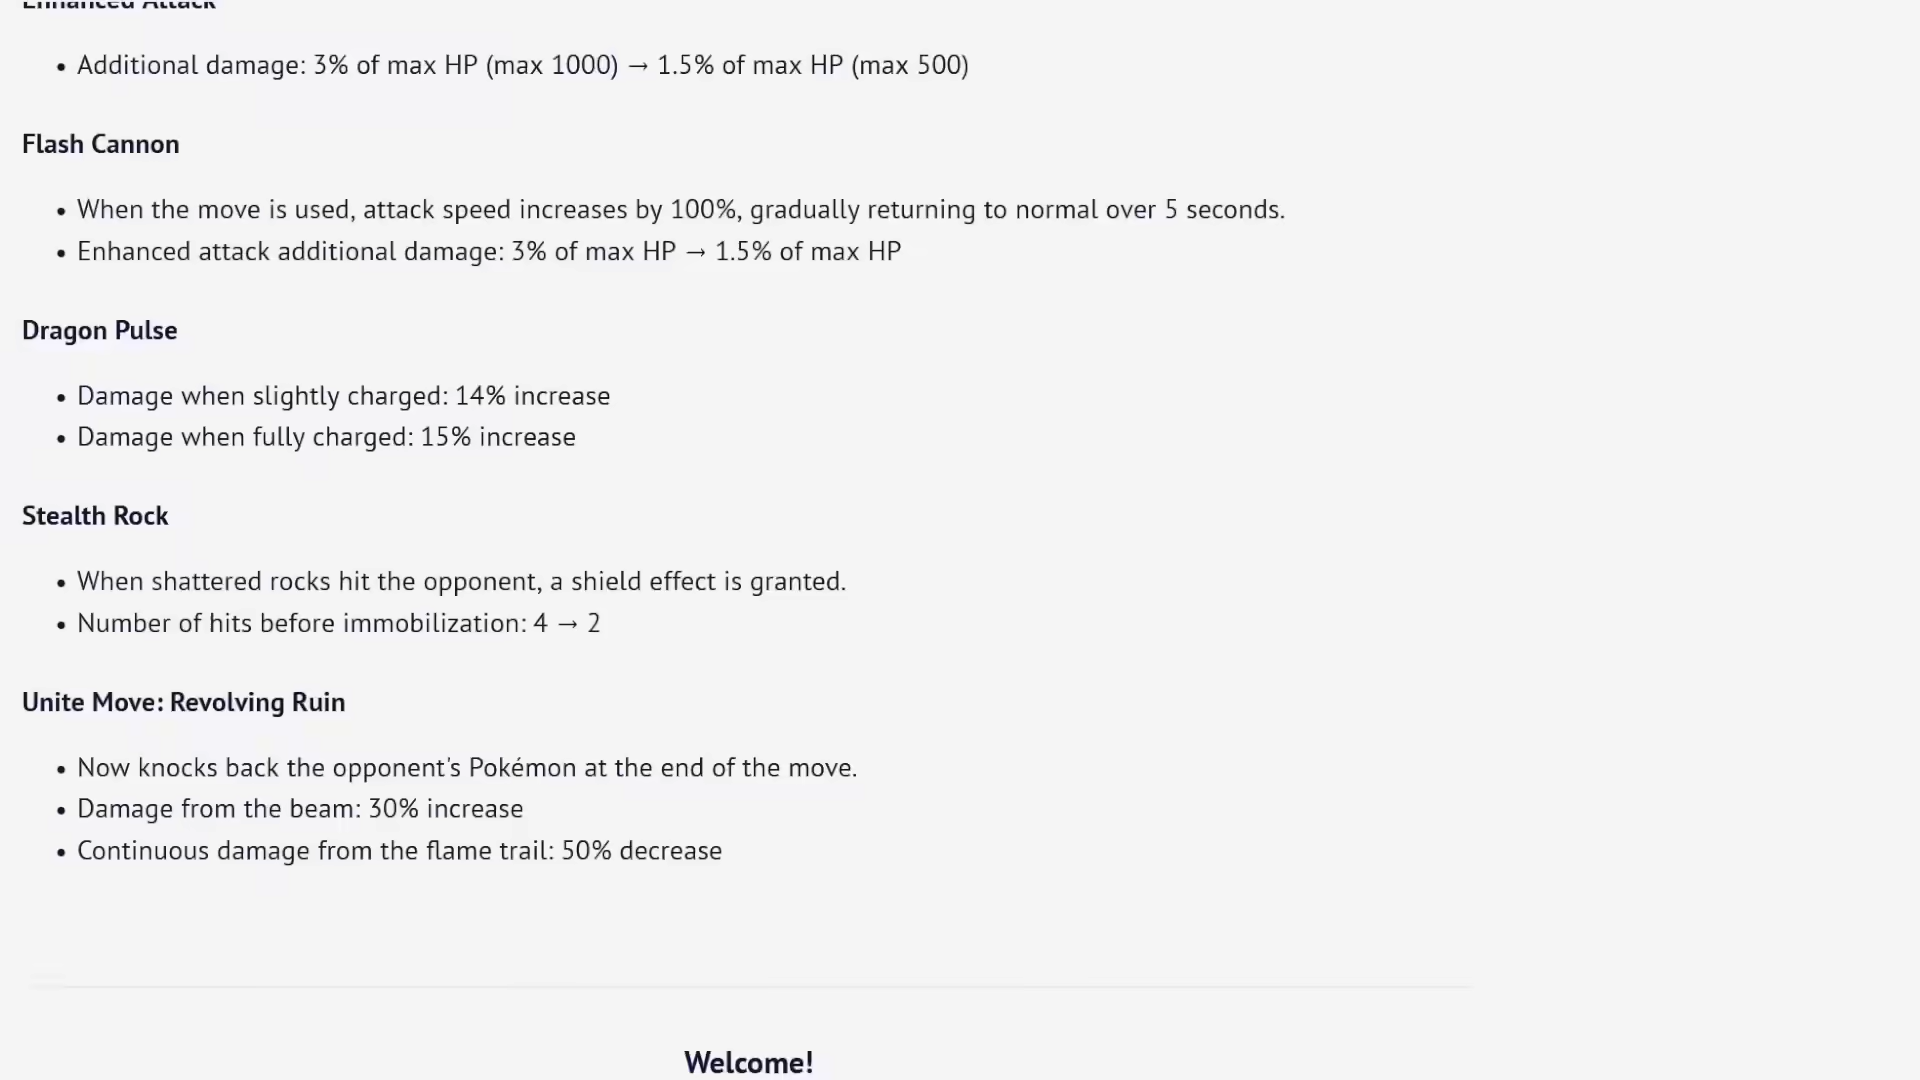 Enhanced Attack
• Additional damage: 3% of max HP (max 1000) → 1.5% of max HP (max 500)
Flash Cannon
• When the move is used, attack speed increases by 100%, gradually returning to normal over 5 seconds.
• Enhanced attack additional damage: 3% of max HP → 1.5% of max HP
Dragon Pulse
• Damage when slightly charged: 14% increase
• Damage when fully charged: 15% increase
Stealth Rock
• When shattered rocks hit the opponent, a shield effect is granted.
• Number of hits before immobilization: 4 → 2
Unite Move: Revolving Ruin
• Now knocks back the opponent's Pokémon at the end of the move.
• Damage from the beam: 30% increase
• Continuous damage from the flame trail: 50% decrease
Welcome!